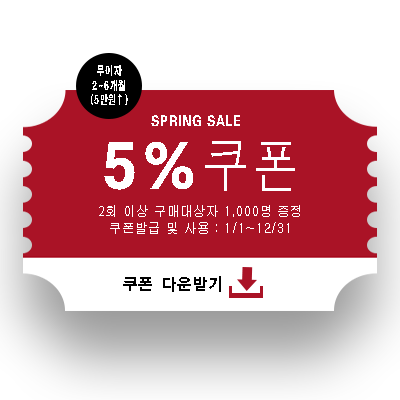 무이자
2~6개월
(5만원↑)
SPRING SALE
5% 쿠폰
2회 이상 구매대상자 1,000명 증정
쿠폰발급 및 사용 : 1/1~12/31
쿠폰 다운받기